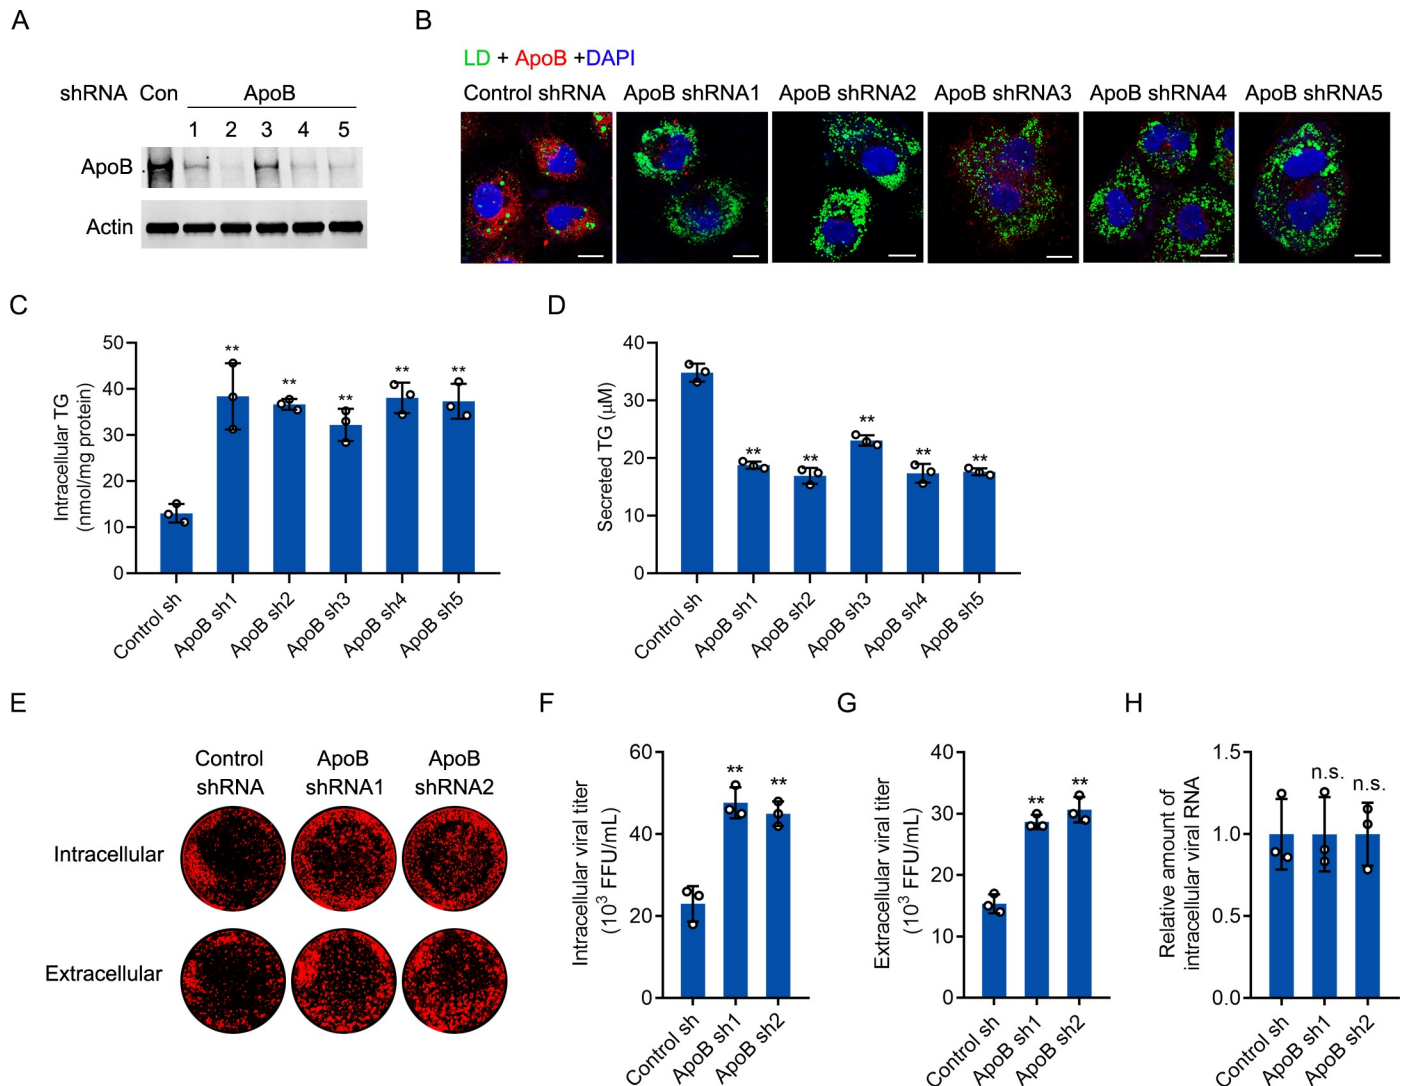 A
shRNA Con ApoB
1 2 3 4 5
ApoB
Actin
B
LD + ApoB +DAPI
Control shRNA ApoB shRNA1 ApoB shRNA2 ApoB shRNA3 ApoB shRNA4 ApoB shRNA5
C
Intracellular TG
(nmol/mg protein)
50
40
30
20
10
0
** ** ** ** **
Control sh ApoB sh1 ApoB sh2 ApoB sh3 ApoB sh4 ApoB sh5
D
Secreted TG (μM)
40
30
20
10
0
** ** ** ** **
Control sh ApoB sh1 ApoB sh2 ApoB sh3 ApoB sh4 ApoB sh5
E
Control ApoB ApoB
shRNA shRNA1 shRNA2
Intracellular
Extracellular
F
Intracellular viral titer
(10³ FFU/mL)
60
40
20
0
** **
Control sh ApoB sh1 ApoB sh2
G
Extracellular viral titer
(10³ FFU/mL)
40
30
20
10
0
** **
Control sh ApoB sh1 ApoB sh2
H
Relative amount of
intracellular viral RNA
1.5
1.0
0.5
0.0
n.s. n.s.
Control sh ApoB sh1 ApoB sh2